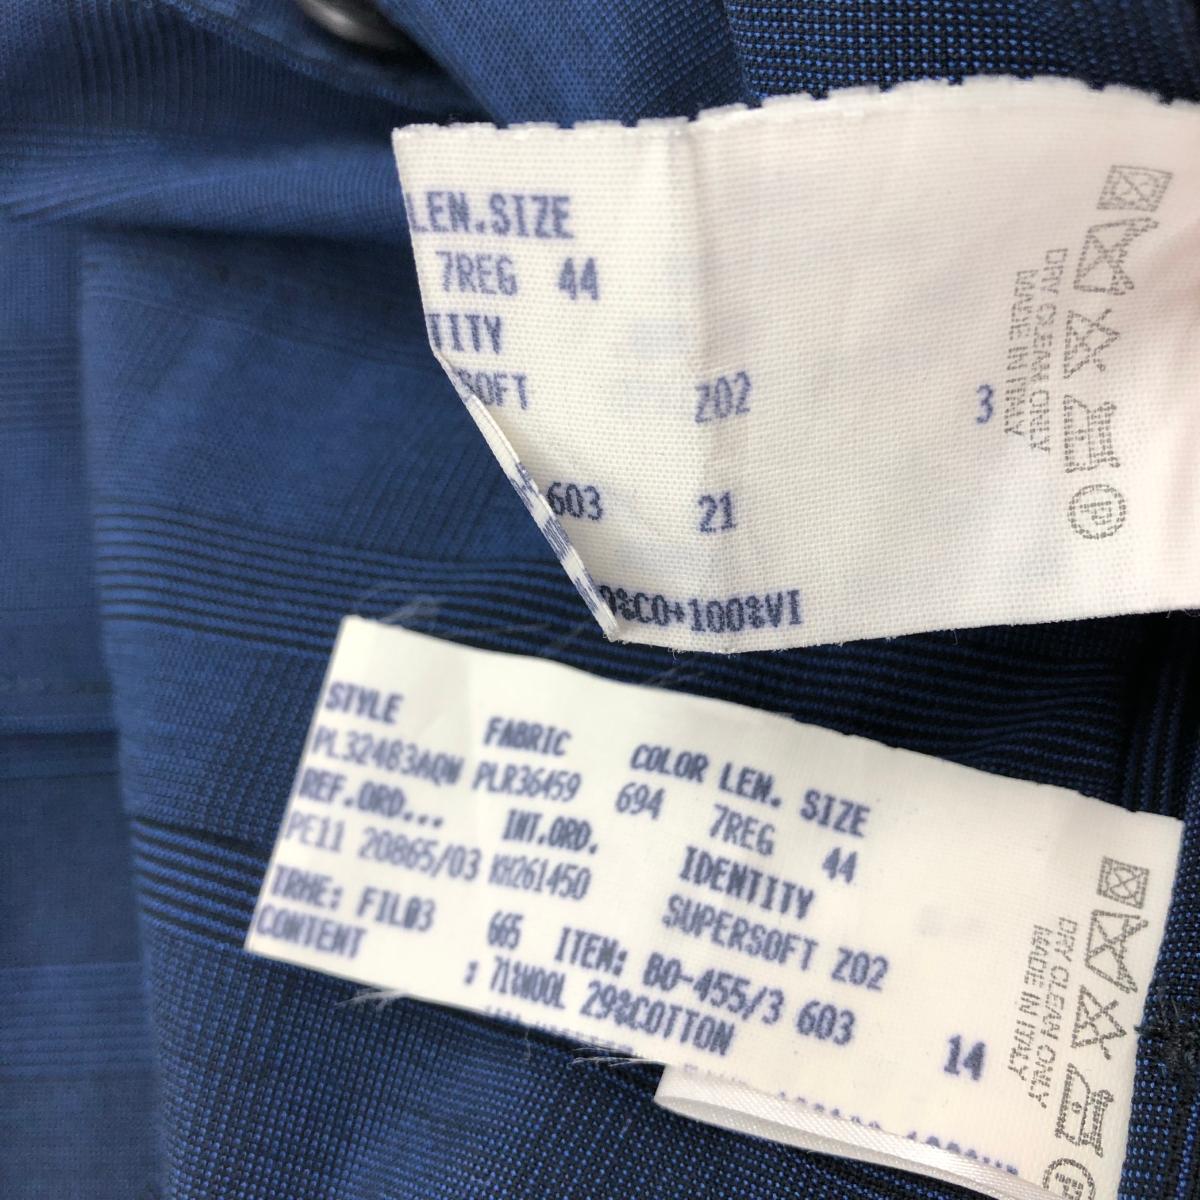 LEN.SIZE
7REG 44
TITY
SOFT Z02 3
603 21
0%CO+100%VI
DRY CLEAN ONLY
MADE IN ITALY
P
STYLE FABRIC COLOR LEN. SIZE
PL32483AQW PLR36459 694 7REG 44
REF.ORD... INT.ORD. IDENTITY
PE11 20865/03 KH261450 SUPERSOFT Z02
FIL03 665 ITEM: BO-455/3 603 14
CONTENT : 71%WOOL 29%COTTON
DRY CLEAN ONLY
MADE IN ITALY
P